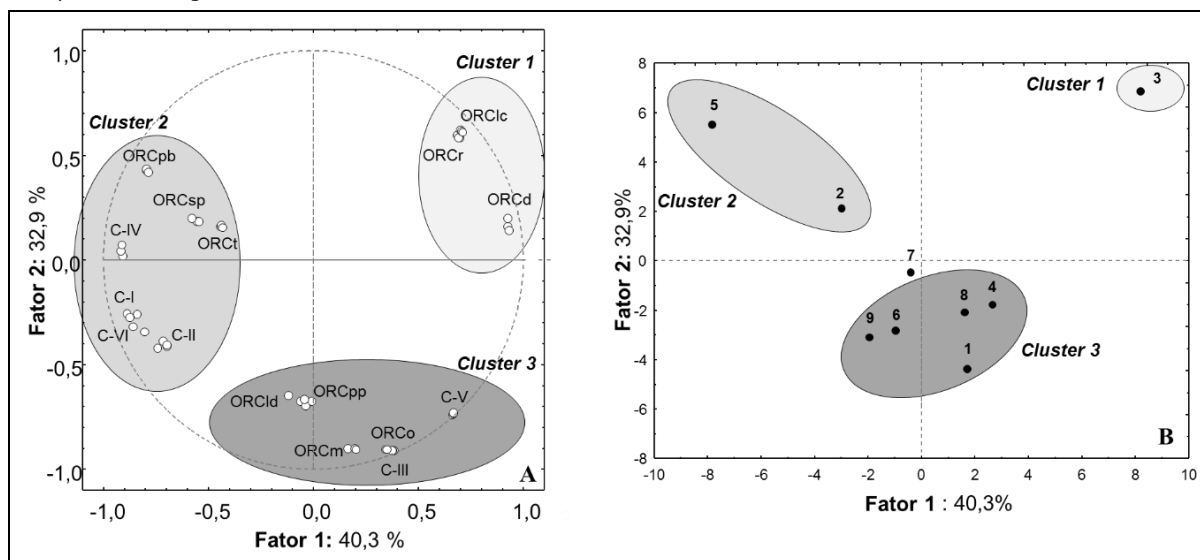 1,0
Cluster 1
ORClc
ORCr
0,5
Cluster 2
ORCpb
ORCsp
ORCd
C-IV
ORCt
0,0
C-I
C-VI
C-II
-0,5
Cluster 3
ORCld
ORCpp
C-V
ORCm
ORCo
C-III
-1,0
A
-1,0 -0,5 0,0 0,5 1,0
Fator 1: 40,3 %
Fator 2: 32,9 %
8
6
4
2
0
-2
-4
-6
-8
Cluster 1
3
5
2
Cluster 2
7
8
4
9
6
1
Cluster 3
B
-10 -8 -6 -4 -2 0 2 4 6 8 10
Fator 1 : 40,3%
Fator 2: 32,9%